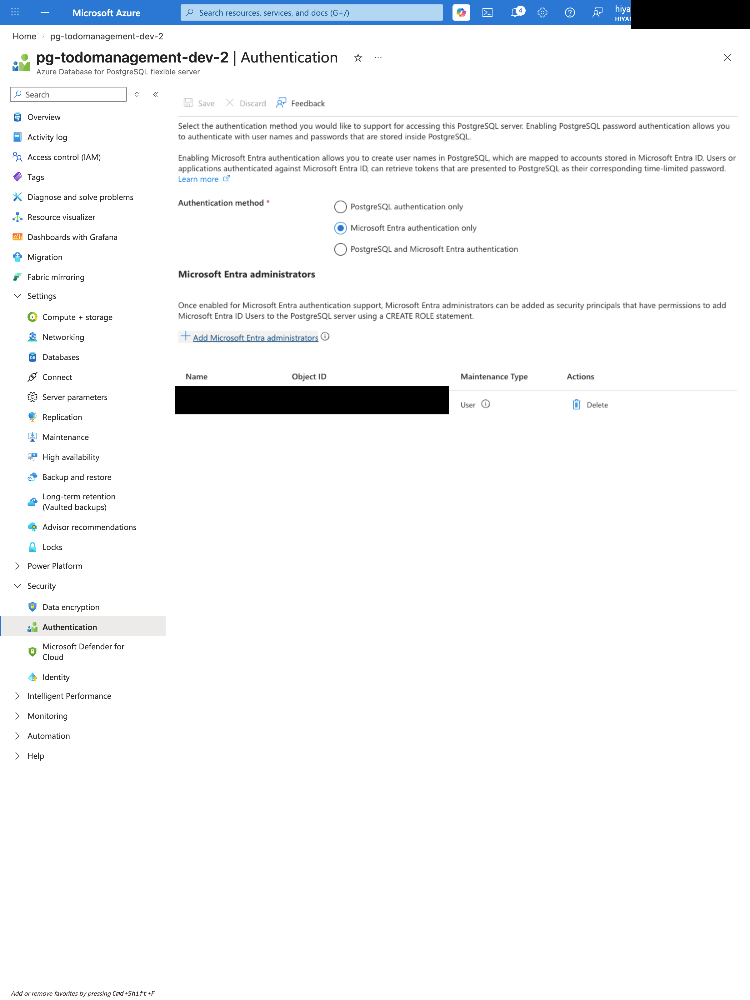 Microsoft Azure
Search resources, services, and docs (G+/)
4
Home > pg-todomanagement-dev-2
pg-todomanagement-dev-2 | Authentication
Azure Database for PostgreSQL flexible server
Search
Overview
Activity log
Access control (IAM)
Tags
Diagnose and solve problems
Resource visualizer
Dashboards with Grafana
Migration
Fabric mirroring
Settings
Compute + storage
Networking
Databases
Connect
Server parameters
Replication
Maintenance
High availability
Backup and restore
Long-term retention
(Vaulted backups)
Advisor recommendations
Locks
Power Platform
Security
Data encryption
Authentication
Microsoft Defender for
Cloud
Identity
Intelligent Performance
Monitoring
Automation
Help
Add or remove favorites by pressing Cmd+Shift+F
Save
Discard
Feedback
Select the authentication method you would like to support for accessing this PostgreSQL server. Enabling PostgreSQL password authentication allows you
to authenticate with user names and passwords that are stored inside PostgreSQL.
Enabling Microsoft Entra authentication allows you to create user names in PostgreSQL, which are mapped to accounts stored in Microsoft Entra ID. Users or
applications authenticated against Microsoft Entra ID, can retrieve tokens that are presented to PostgreSQL as their corresponding time-limited password.
Learn more
Authentication method *
PostgreSQL authentication only
Microsoft Entra authentication only
PostgreSQL and Microsoft Entra authentication
Microsoft Entra administrators
Once enabled for Microsoft Entra authentication support, Microsoft Entra administrators can be added as security principals that have permissions to add
Microsoft Entra ID Users to the PostgreSQL server using a CREATE ROLE statement.
Add Microsoft Entra administrators
Name Object ID Maintenance Type Actions
User Delete